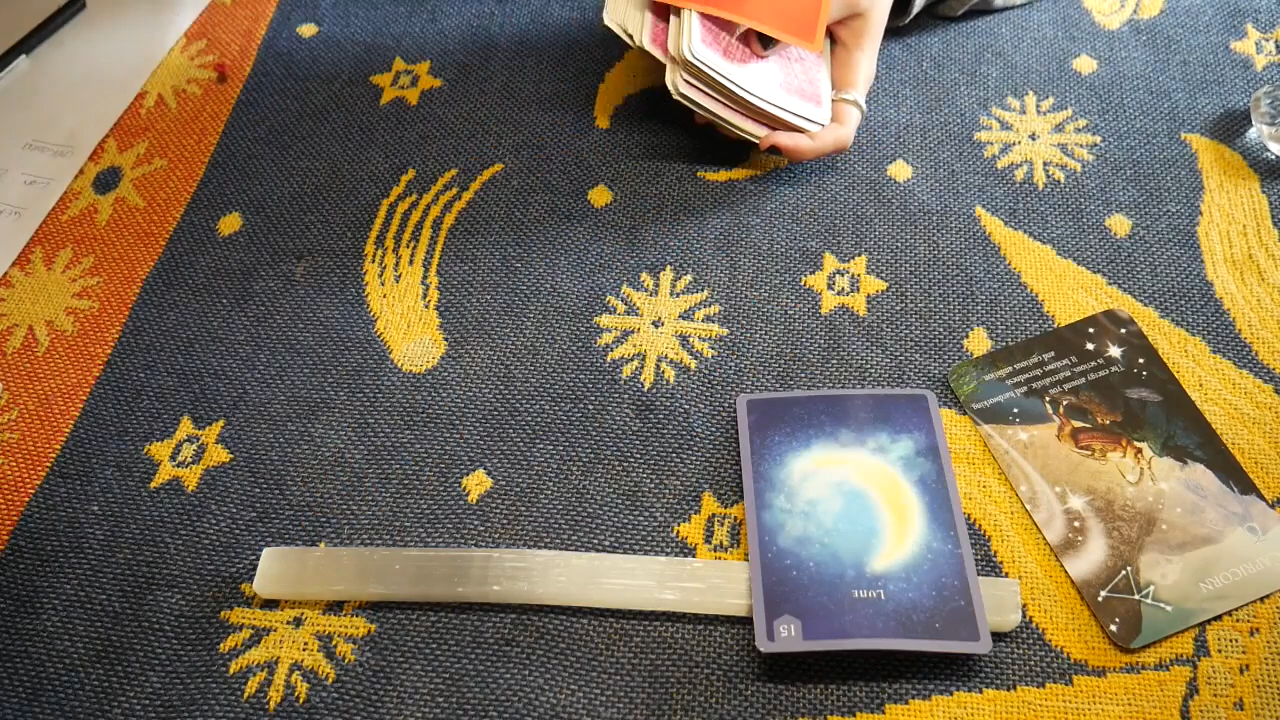 The energy around you
is serious, materialistic and hardworking.
It bestows shrewdness
and cautious ambition
CAPRICORN
LUNE
15